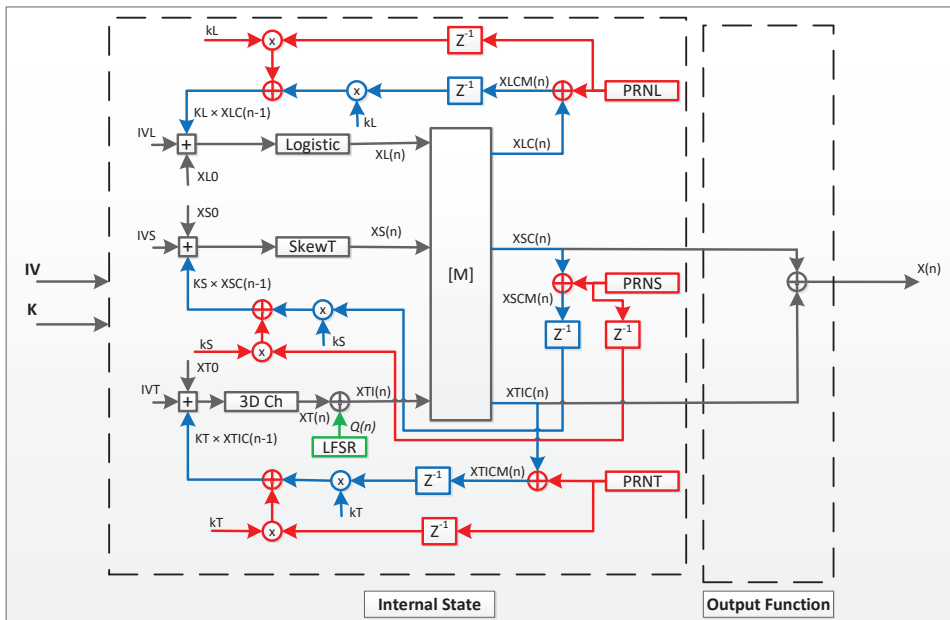 kL
x
Z-1
XLCM(n)
PRNL
KL × XLC(n-1)
x
Z-1
kL
XLC(n)
IVL
+
Logistic
XL(n)
XL0
XS0
IVS
+
SkewT
XS(n)
XSC(n)
[M]
X(n)
IV
KS × XSC(n-1)
PRNS
XSCM(n)
K
x
Z-1
Z-1
kS
kS
x
XT0
IVT
+
3D Ch
XTI(n)
XTIC(n)
XT(n)
Q(n)
LFSR
KT × XTIC(n-1)
XTICM(n)
x
Z-1
PRNT
kT
kT
x
Z-1
Internal State
Output Function